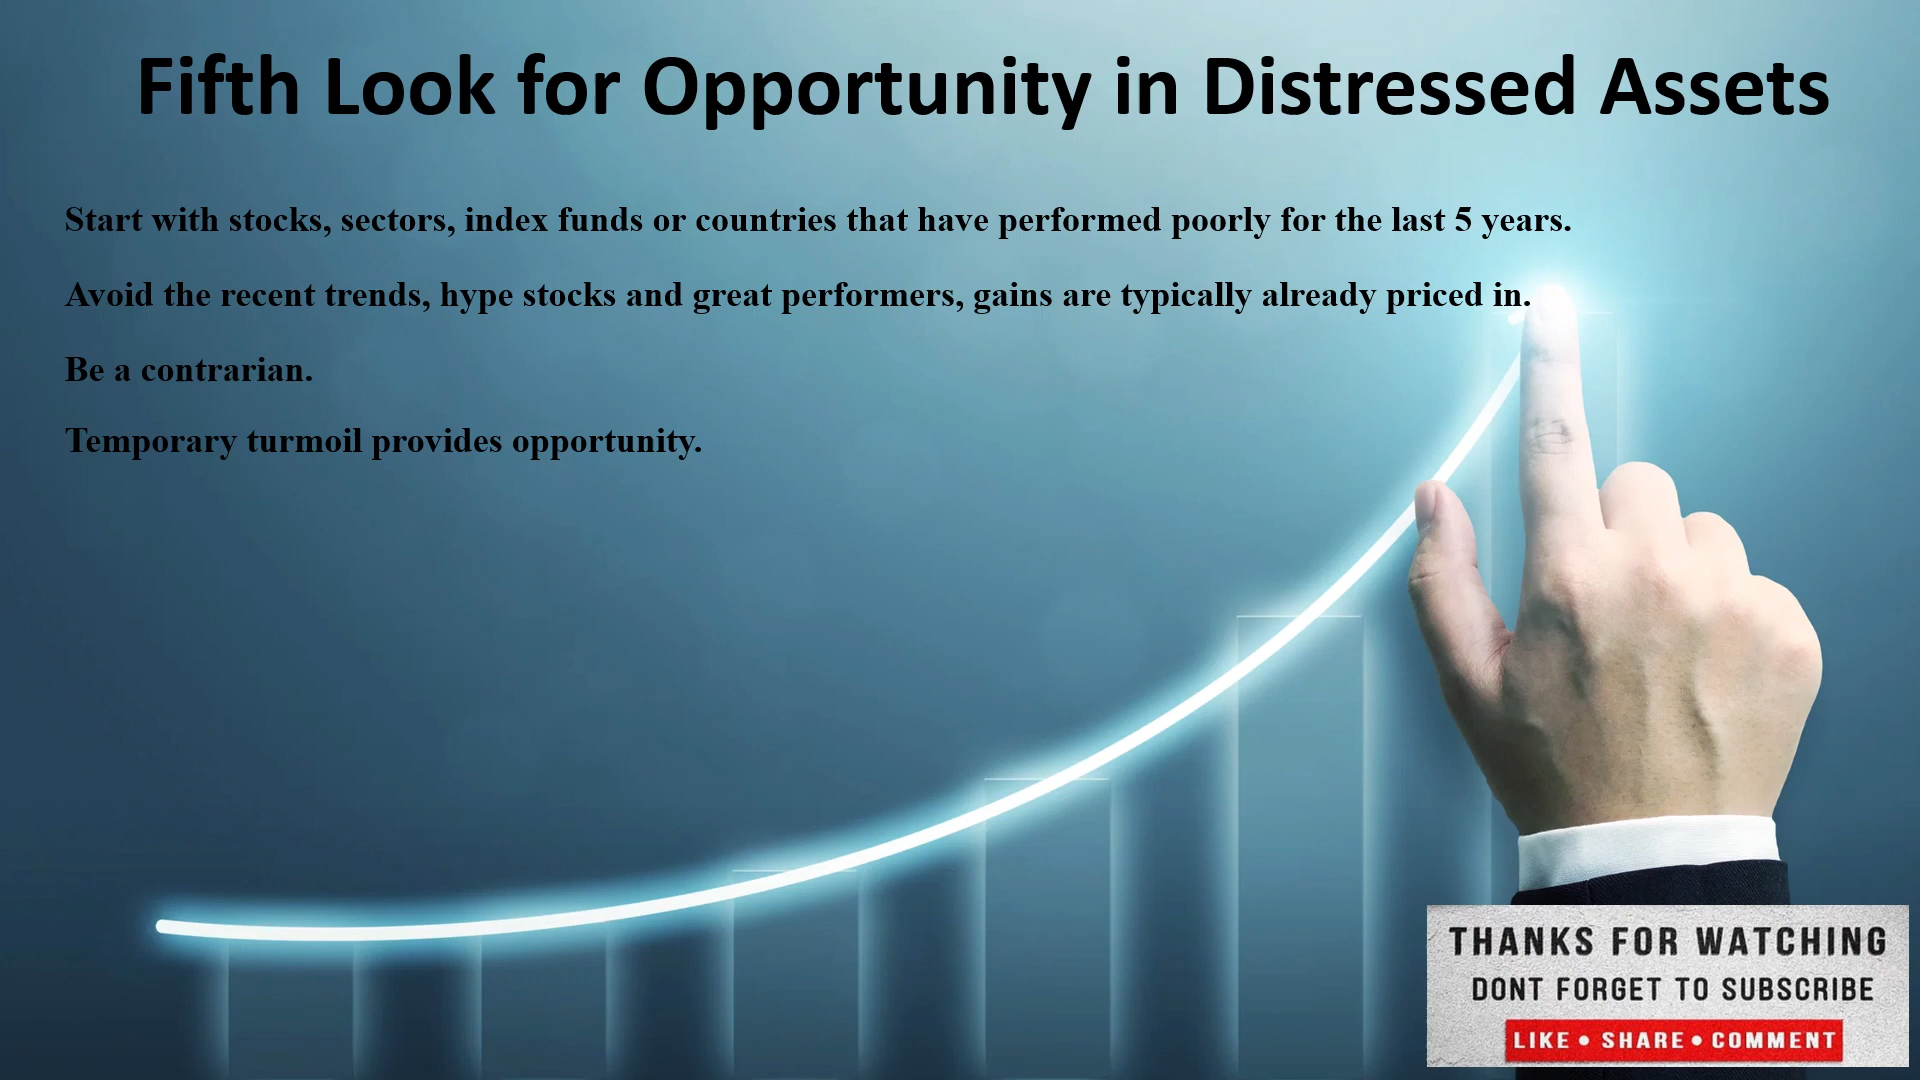 Fifth Look for Opportunity in Distressed Assets
Start with stocks, sectors, index funds or countries that have performed poorly for the last 5 years.
Avoid the recent trends, hype stocks and great performers, gains are typically already priced in.
Be a contrarian.
Temporary turmoil provides opportunity.
THANKS FOR WATCHING
DONT FORGET TO SUBSCRIBE
LIKE • SHARE • COMMENT